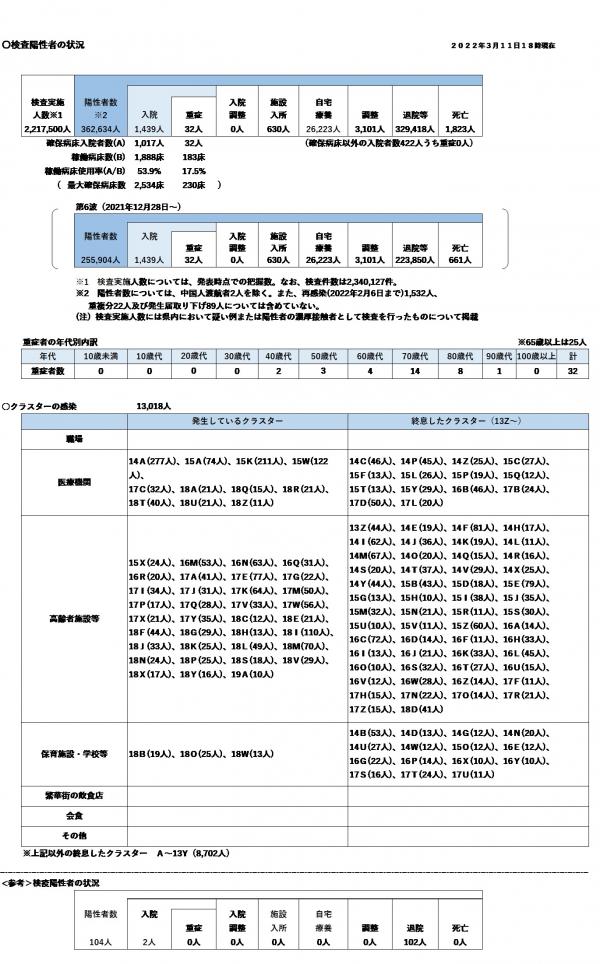 〇検査陽性者の状況
２０２２年３月１１日１８時現在
検査実施人数※1 陽性者数※2 入院 重症 入院調整 施設入所 自宅療養 調整 退院等 死亡
2,217,500人 362,634人 1,439人 32人 0人 630人 26,223人 3,101人 329,418人 1,823人
確保病床入院者数(A) 1,017人 32人 (確保病床以外の入院者数422人うち重症0人)
稼働病床数(B) 1,888床 183床
稼働病床使用率(A/B) 53.9% 17.5%
( 最大確保病床数 2,534床 230床 )
第6波（2021年12月28日～）
陽性者数 入院 重症 入院調整 施設入所 自宅療養 調整 退院等 死亡
255,904人 1,439人 32人 0人 630人 26,223人 3,101人 223,850人 661人
※1 検査実施人数については、発表時点での把握数。なお、検査件数は2,340,127件。
※2 陽性者数については、中国人渡航者2人を除く。また、再感染(2022年2月6日まで)1,532人、
重複分22人及び発生届取り下げ89人については含めていない。
(注) 検査実施人数には県内において疑い例または陽性者の濃厚接触者として検査を行ったものについて掲載
重症者の年代別内訳 ※65歳以上は25人
年代 10歳未満 10歳代 20歳代 30歳代 40歳代 50歳代 60歳代 70歳代 80歳代 90歳代 100歳以上 計
重症者数 0 0 0 0 2 3 4 14 8 1 0 32
〇クラスターの感染 13,018人
発生しているクラスター 終息したクラスター（13Z～）
職場
医療機関
14A(277人)、15A(74人)、15K(211人)、15W(122
人)、
17C(32人)、18A(21人)、18Q(15人)、18R(21人)、
18T(40人)、18U(21人)、18Z(11人)
14C(46人)、14P(45人)、14Z(25人)、15C(27人)、
15F(13人)、15L(26人)、15P(19人)、15Q(12人)、
15T(13人)、15Y(29人)、16B(46人)、17B(24人)、
17D(50人)、17L(20人)
高齢者施設等
15X(24人)、16M(53人)、16N(63人)、16Q(31人)、
16R(20人)、17A(41人)、17E(77人)、17G(22人)、
17I(34人)、17J(31人)、17K(64人)、17M(50人)、
17P(17人)、17Q(28人)、17V(33人)、17W(56人)、
17X(21人)、17Y(35人)、18C(12人)、18E(21人)、
18F(44人)、18G(29人)、18H(13人)、18I(110人)、
18J(33人)、18K(25人)、18L(49人)、18M(70人)、
18N(24人)、18P(25人)、18S(18人)、18V(29人)、
18X(17人)、18Y(16人)、19A(10人)
13Z(44人)、14E(19人)、14F(81人)、14H(17人)、
14I(62人)、14J(36人)、14K(19人)、14L(11人)、
14M(67人)、14O(20人)、14Q(15人)、14R(16人)、
14S(20人)、14T(37人)、14V(29人)、14X(25人)、
14Y(44人)、15B(43人)、15D(18人)、15E(79人)、
15G(13人)、15H(10人)、15I(38人)、15J(35人)、
15M(32人)、15N(21人)、15R(11人)、15S(30人)、
15U(10人)、15V(11人)、15Z(60人)、16A(14人)、
16C(72人)、16D(14人)、16F(11人)、16H(33人)、
16I(13人)、16J(21人)、16K(33人)、16L(45人)、
16O(10人)、16S(32人)、16T(27人)、16U(15人)、
16V(12人)、16W(28人)、16Z(14人)、17F(11人)、
17H(15人)、17N(22人)、17O(14人)、17R(21人)、
17Z(15人)、18D(41人)
保育施設・学校等
18B(19人)、18O(25人)、18W(13人)
14B(53人)、14D(13人)、14G(12人)、14N(20人)、
14U(27人)、14W(12人)、15O(12人)、16E(12人)、
16G(22人)、16P(14人)、16X(10人)、16Y(10人)、
17S(16人)、17T(24人)、17U(11人)
繁華街の飲食店
会食
その他
※上記以外の終息したクラスター A～13Y（8,702人）
<参考>検疫陽性者の状況
陽性者数 入院 重症 入院調整 施設入所 自宅療養 調整 退院 死亡
104人 2人 0人 0人 0人 0人 0人 102人 0人